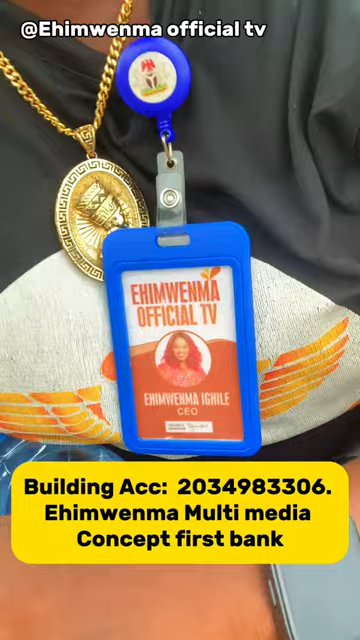 @Ehimwenma official tv
EHIMWENMA
OFFICIAL TV
EHIMWENMA IGHILE
CEO
Building Acc: 2034983306.
Ehimwenma Multi media
Concept first bank